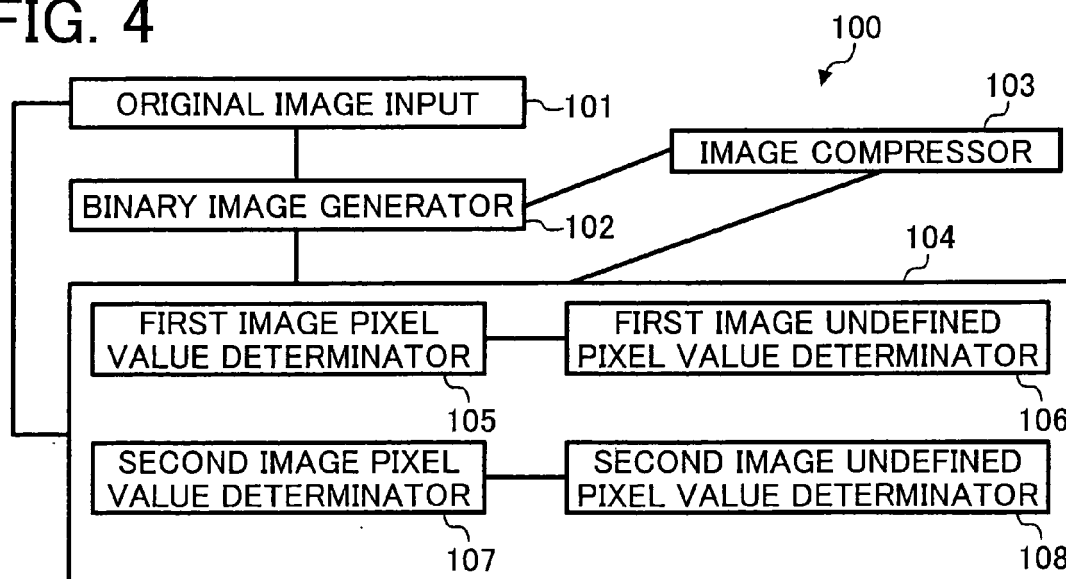 FIG. 4
100
ORIGINAL IMAGE INPUT
101
103
IMAGE COMPRESSOR
BINARY IMAGE GENERATOR
102
104
FIRST IMAGE PIXEL
VALUE DETERMINATOR
FIRST IMAGE UNDEFINED
PIXEL VALUE DETERMINATOR
105
106
SECOND IMAGE PIXEL
VALUE DETERMINATOR
SECOND IMAGE UNDEFINED
PIXEL VALUE DETERMINATOR
107
108